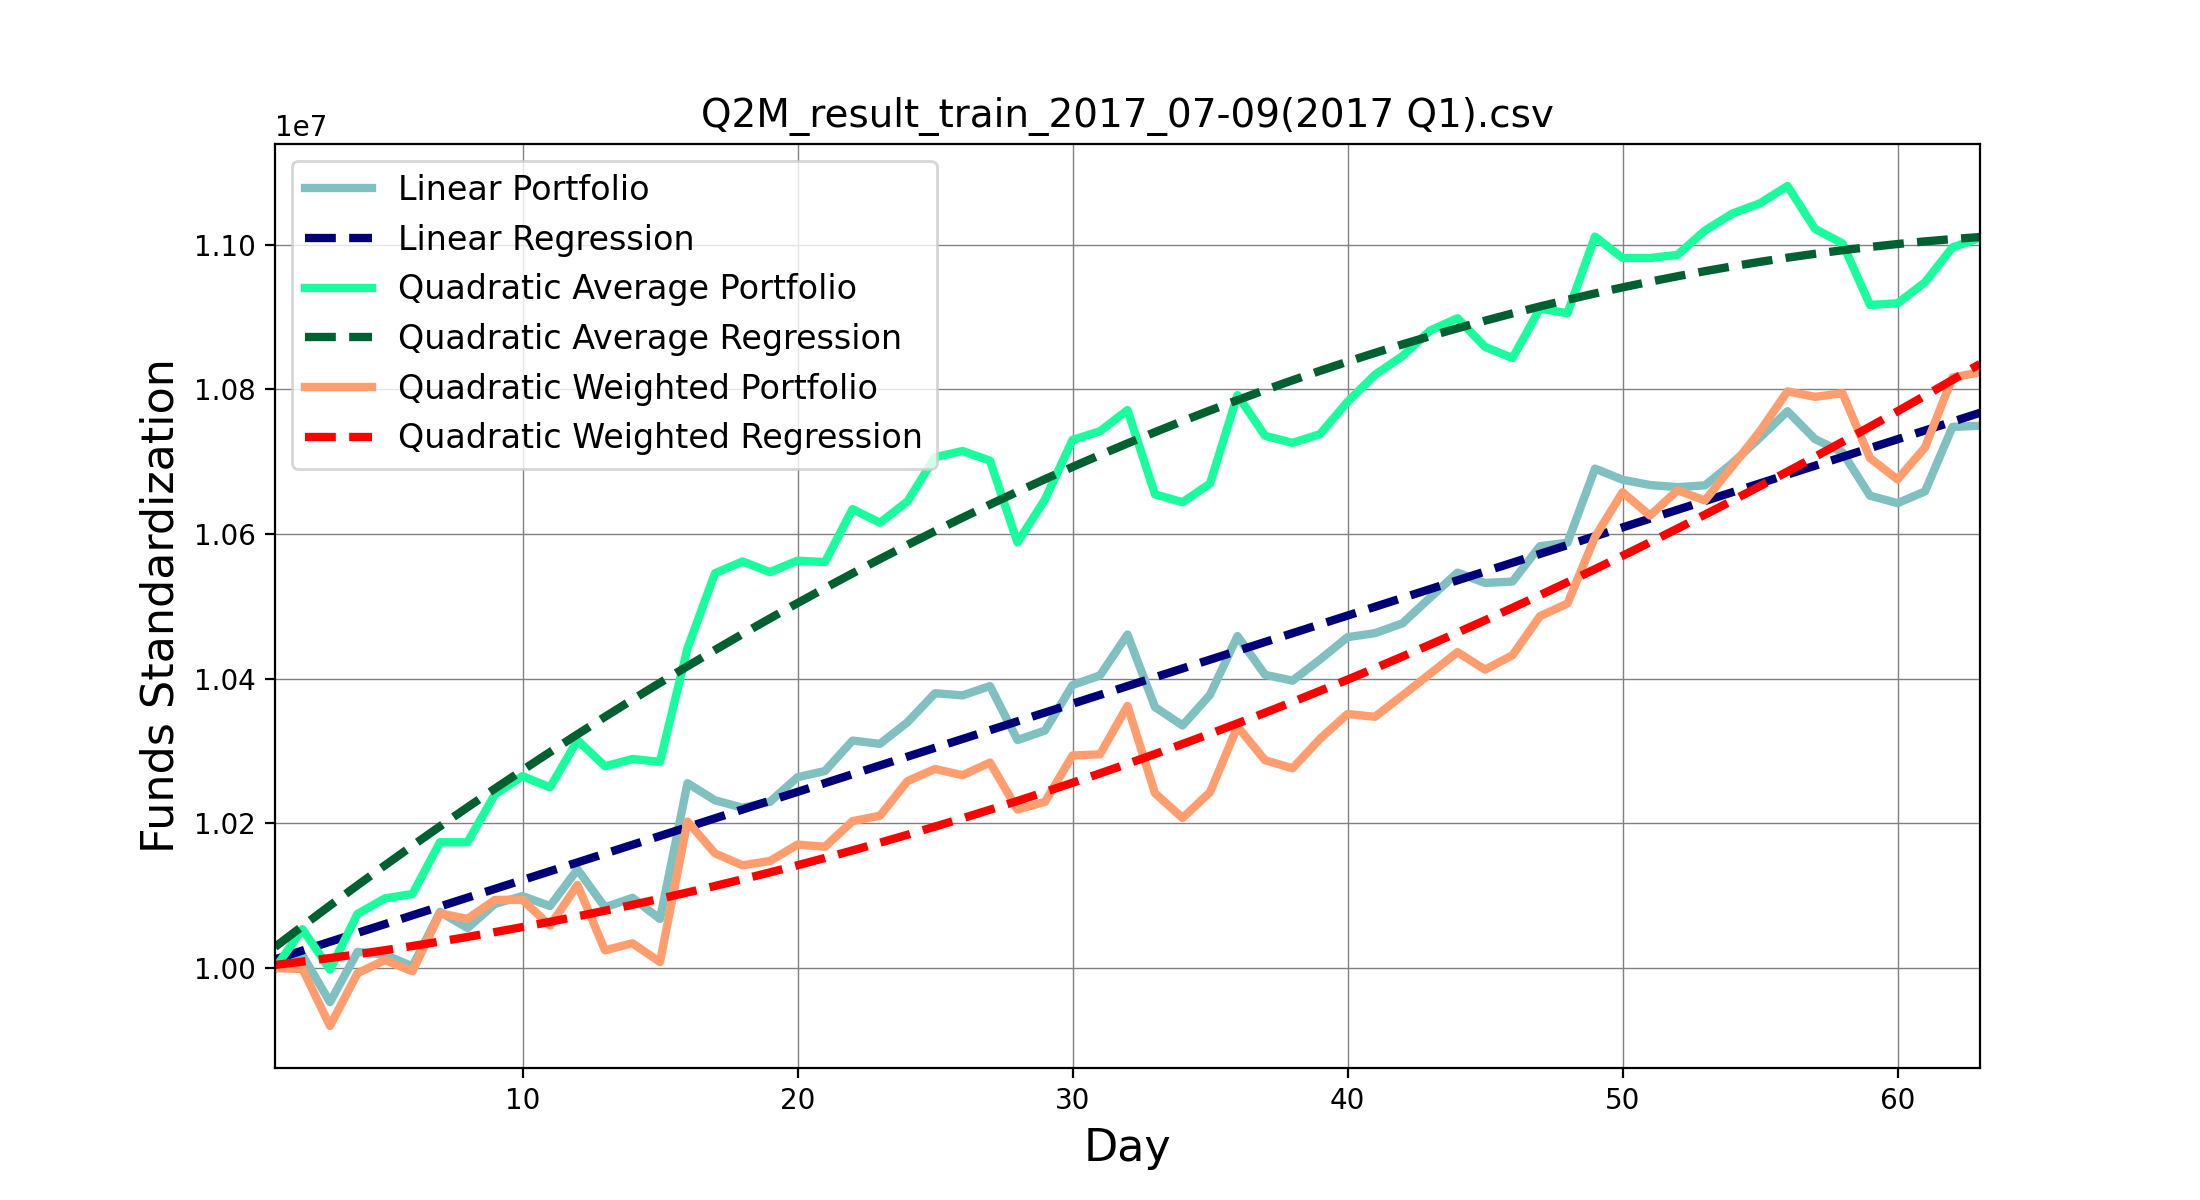 Q2M_result_train_2017_07-09(2017 Q1).csv
1e7
Linear Portfolio
Linear Regression
Quadratic Average Portfolio
Quadratic Average Regression
Quadratic Weighted Portfolio
Quadratic Weighted Regression
1.10
1.08
1.06
1.04
1.02
1.00
Funds Standardization
10 20 30 40 50 60
Day